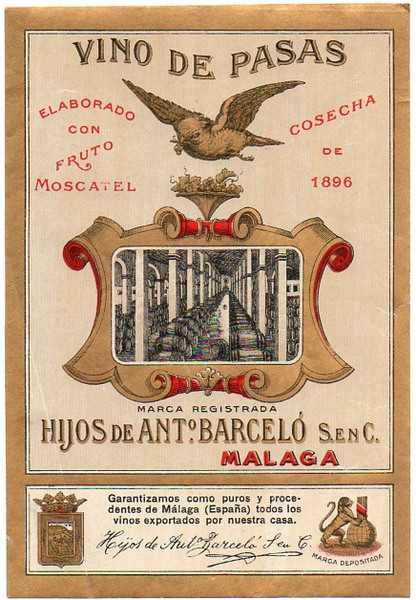 VINO DE PASAS
ELABORADO
CON
FRUTO
MOSCATEL
COSECHA
DE
1896
MARCA REGISTRADA
HIJOS DE ANTº. BARCELÓ S. EN C.
MALAGA
Garantizamos como puros y proce-
dentes de Málaga (España) todos los
vinos exportados por nuestra casa.
Hijos de Antº Barceló S en C.
MARCA DEPOSITADA